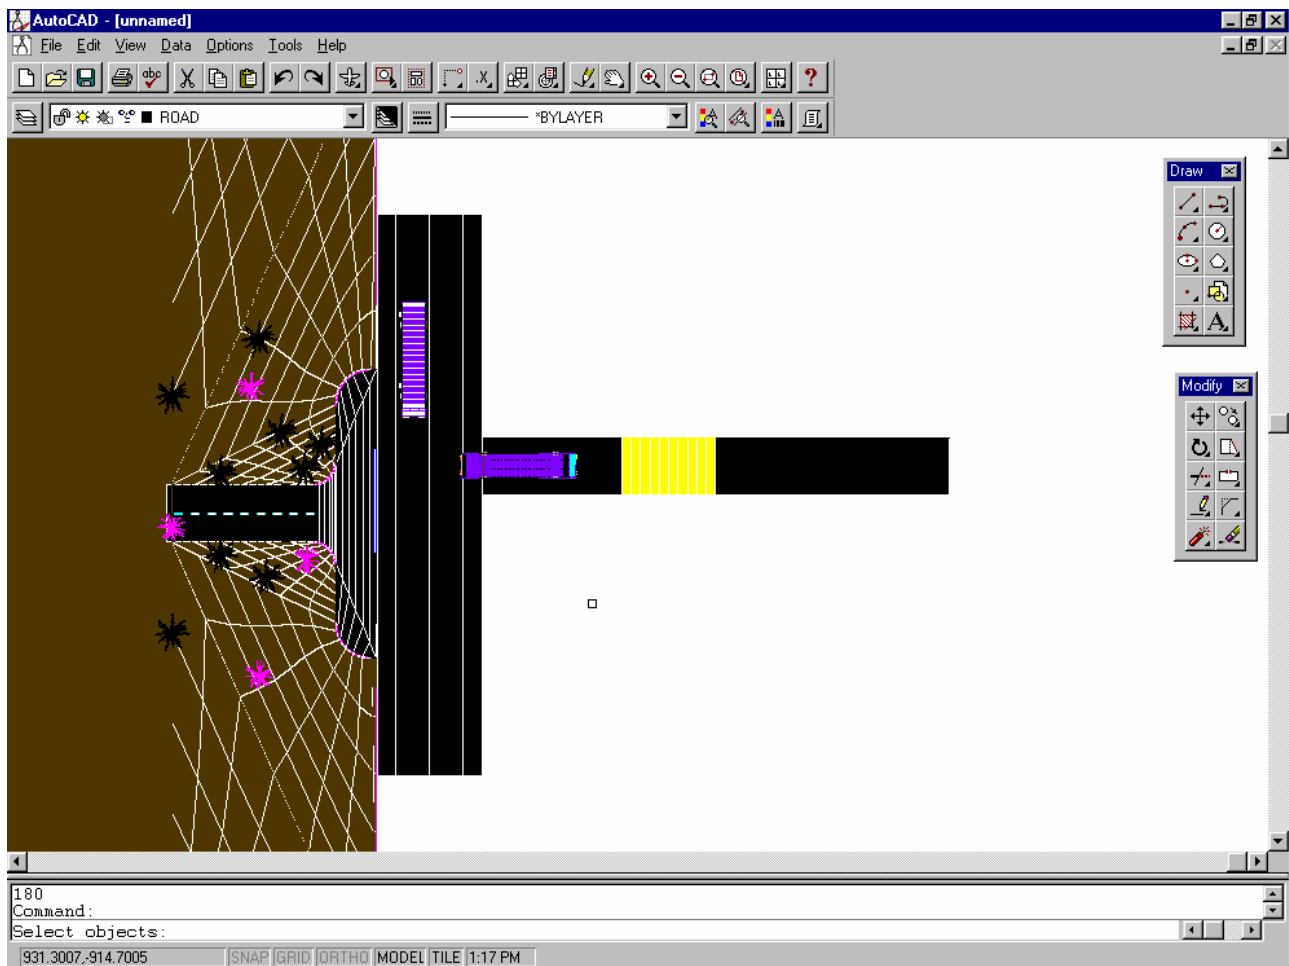 AutoCAD - [unnamed]
File Edit View Data Options Tools Help
abc .X ?
ROAD *BYLAYER
Draw
A
Modify
180
Command:
Select objects:
931.3007,-914.7005 SNAP GRID ORTHO MODEL TILE 1:17 PM